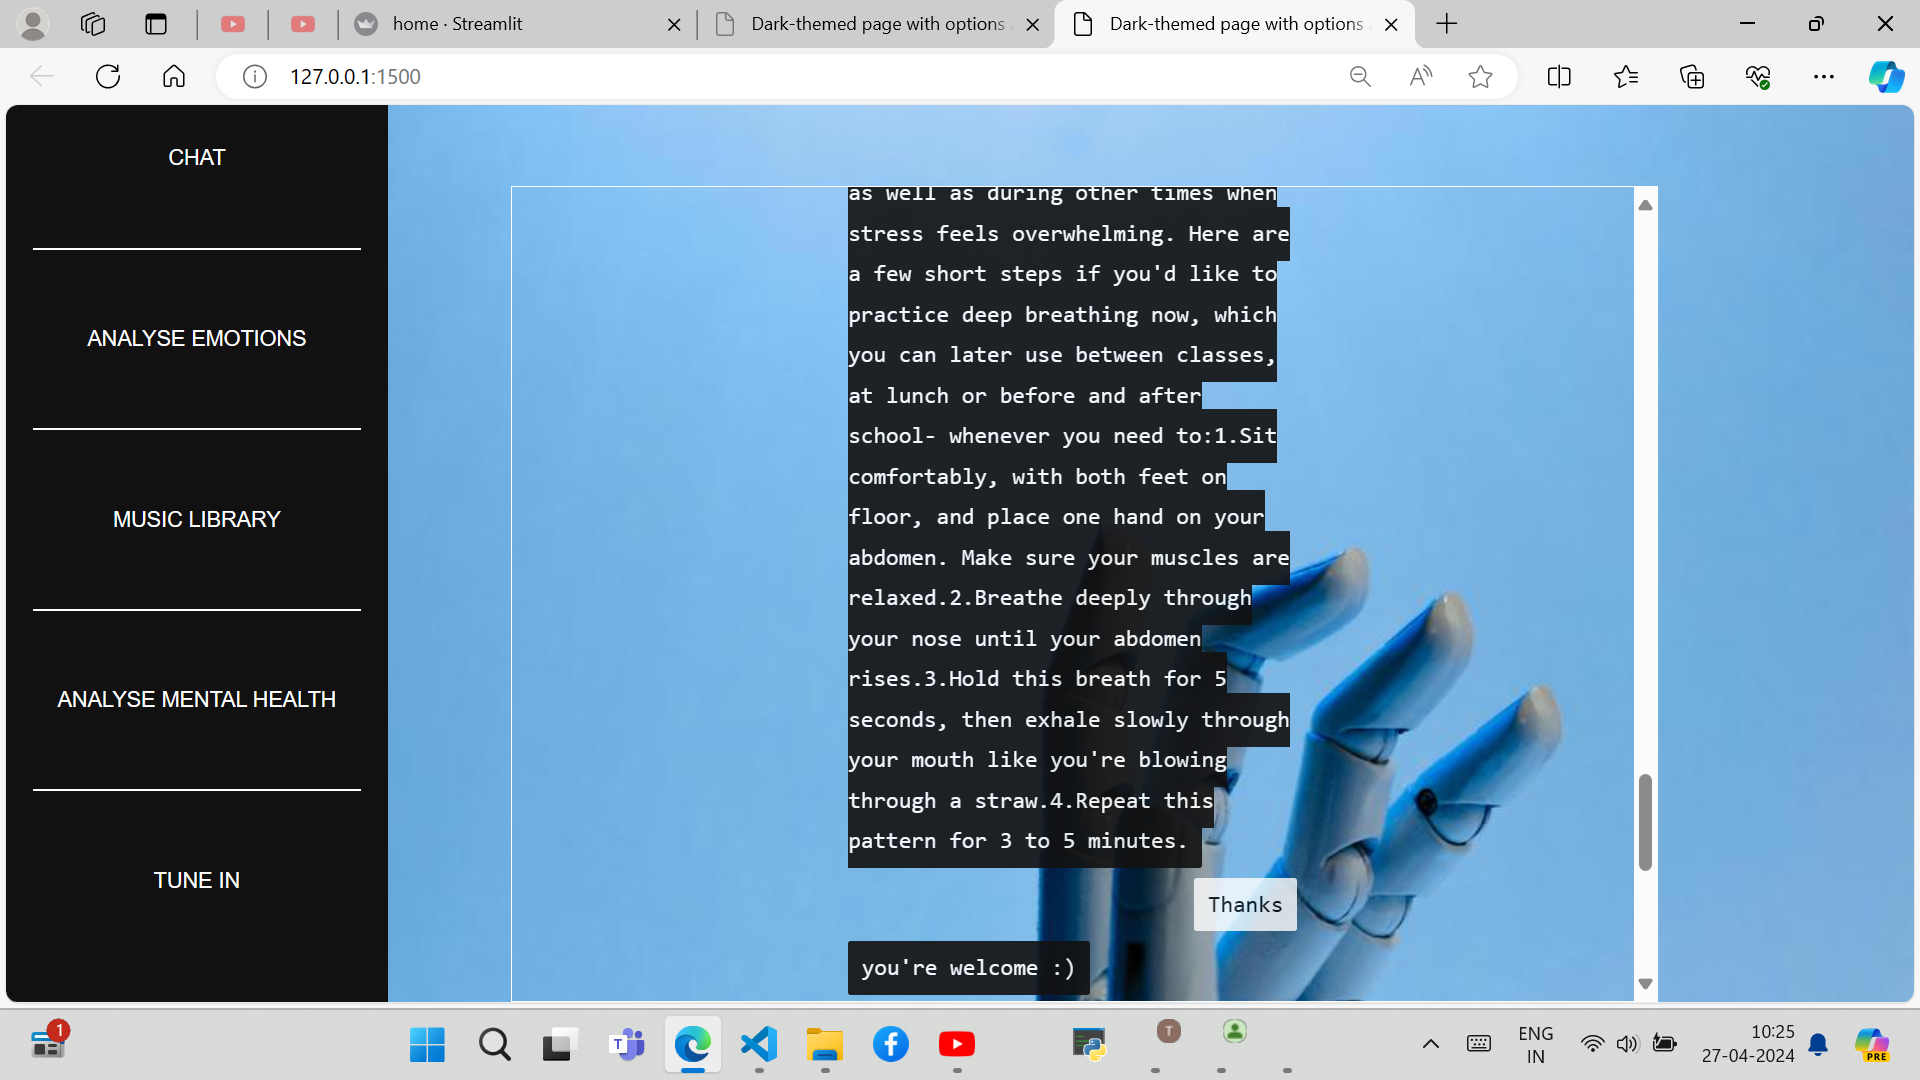 home · Streamlit
Dark-themed page with options
Dark-themed page with options
127.0.0.1:1500
CHAT
ANALYSE EMOTIONS
MUSIC LIBRARY
ANALYSE MENTAL HEALTH
TUNE IN
as well as during other times when
stress feels overwhelming. Here are
a few short steps if you'd like to
practice deep breathing now, which
you can later use between classes,
at lunch or before and after
school- whenever you need to:1.Sit
comfortably, with both feet on
floor, and place one hand on your
abdomen. Make sure your muscles are
relaxed.2.Breathe deeply through
your nose until your abdomen
rises.3.Hold this breath for 5
seconds, then exhale slowly through
your mouth like you're blowing
through a straw.4.Repeat this
pattern for 3 to 5 minutes.
Thanks
you're welcome :)
1
T
T
ENG
IN
10:25
27-04-2024
PRE